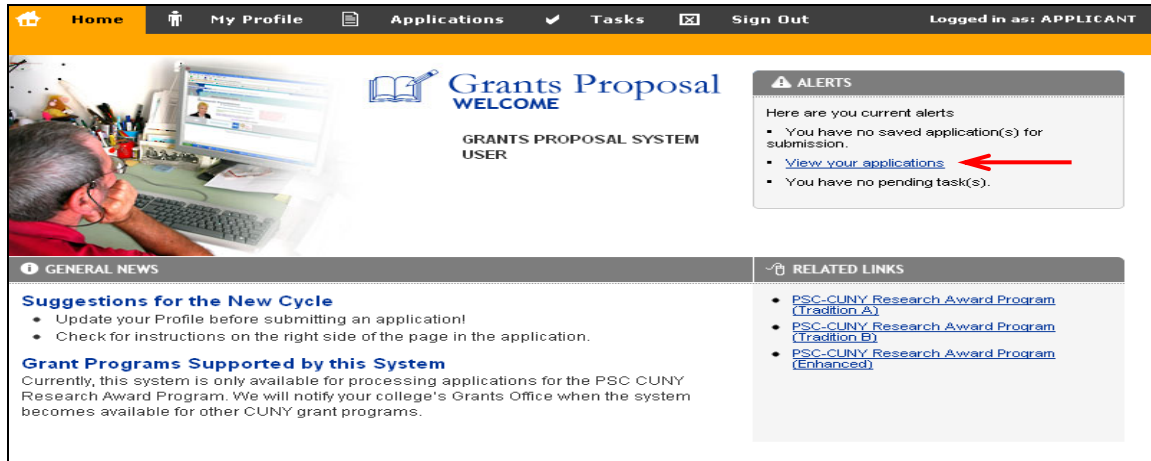 Home My Profile Applications Tasks Sign Out Logged in as: APPLICANT
Grants Proposal
WELCOME
GRANTS PROPOSAL SYSTEM
USER
ALERTS
Here are you current alerts
▪ You have no saved application(s) for
submission.
▪ View your applications
▪ You have no pending task(s).
GENERAL NEWS
Suggestions for the New Cycle
• Update your Profile before submitting an application!
• Check for instructions on the right side of the page in the application.
Grant Programs Supported by this System
Currently, this system is only available for processing applications for the PSC CUNY
Research Award Program. We will notify your college's Grants Office when the system
becomes available for other CUNY grant programs.
RELATED LINKS
• PSC-CUNY Research Award Program
(Tradition A)
• PSC-CUNY Research Award Program
(Tradition B)
• PSC-CUNY Research Award Program
(Enhanced)